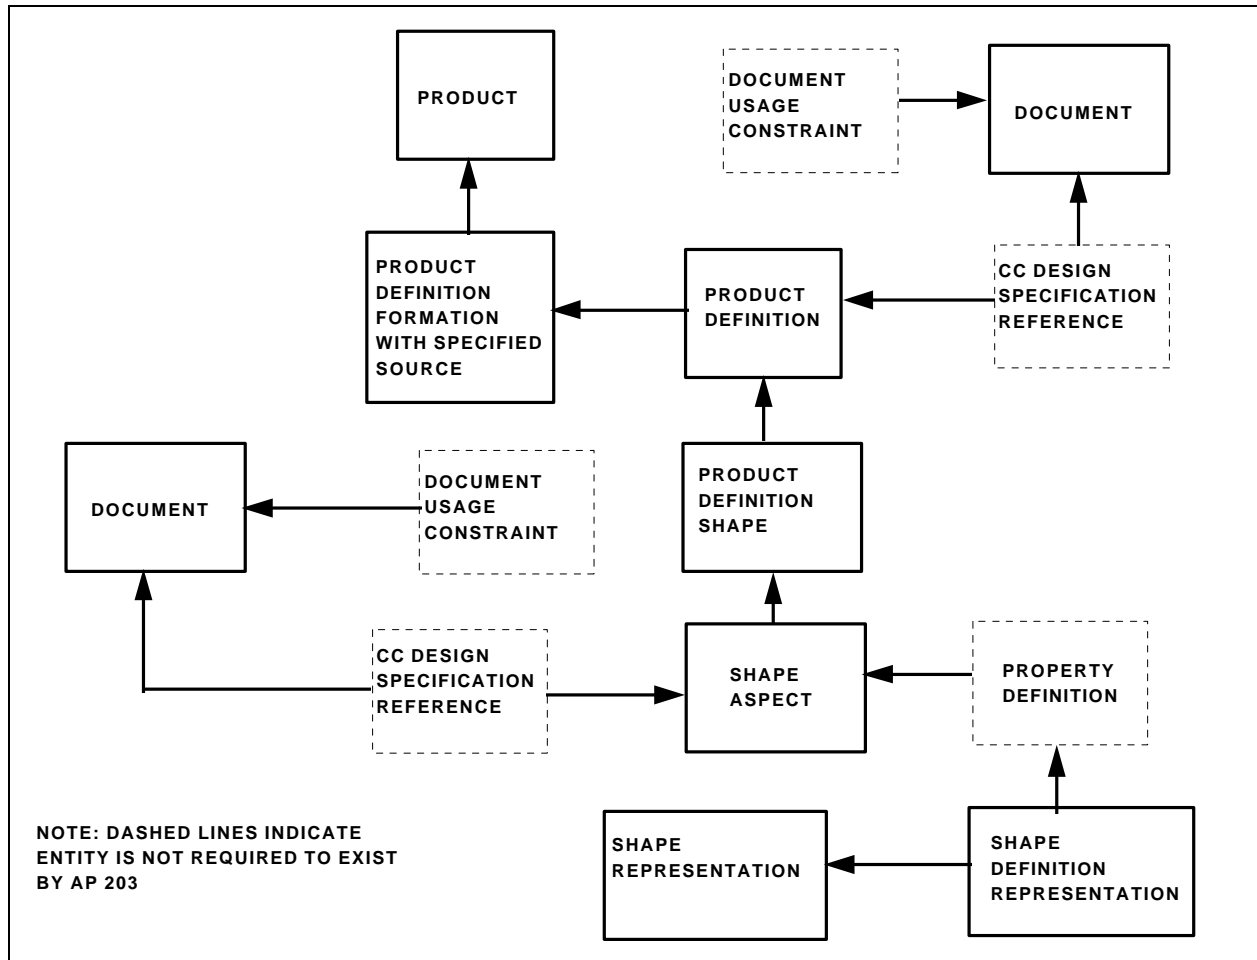 PRODUCT
DOCUMENT
USAGE
CONSTRAINT
DOCUMENT
PRODUCT
DEFINITION
FORMATION
WITH SPECIFIED
SOURCE
PRODUCT
DEFINITION
CC DESIGN
SPECIFICATION
REFERENCE
DOCUMENT
DOCUMENT
USAGE
CONSTRAINT
PRODUCT
DEFINITION
SHAPE
CC DESIGN
SPECIFICATION
REFERENCE
SHAPE
ASPECT
PROPERTY
DEFINITION
NOTE: DASHED LINES INDICATE
ENTITY IS NOT REQUIRED TO EXIST
BY AP 203
SHAPE
REPRESENTATION
SHAPE
DEFINITION
REPRESENTATION